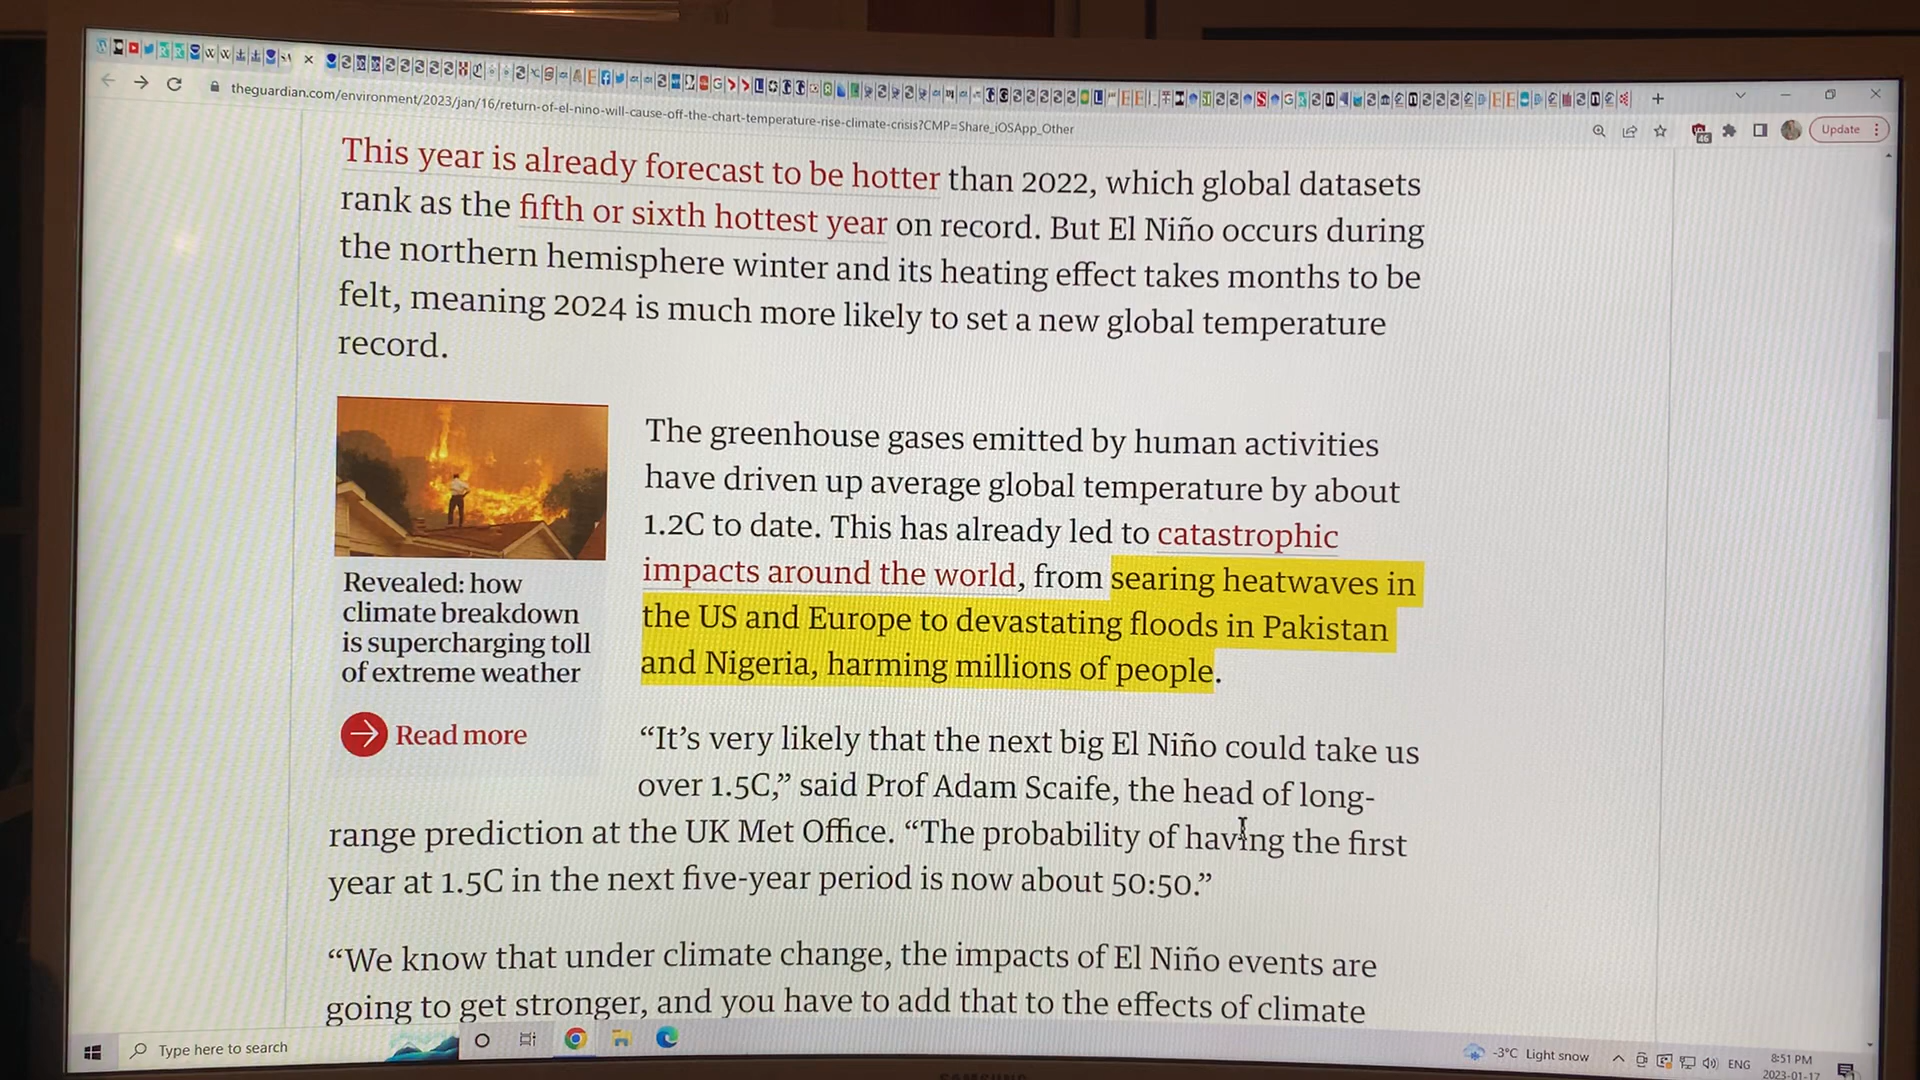 theguardian.com/environment/2023/jan/16/return-of-el-nino-will-cause-off-the-chart-temperature-rise-climate-crisis?CMP=Share_iOSApp_Other
46
Update
This year is already forecast to be hotter than 2022, which global datasets
rank as the fifth or sixth hottest year on record. But El Niño occurs during
the northern hemisphere winter and its heating effect takes months to be
felt, meaning 2024 is much more likely to set a new global temperature
record.
Revealed: how
climate breakdown
is supercharging toll
of extreme weather
Read more
The greenhouse gases emitted by human activities
have driven up average global temperature by about
1.2C to date. This has already led to catastrophic
impacts around the world, from searing heatwaves in
the US and Europe to devastating floods in Pakistan
and Nigeria, harming millions of people.
“It’s very likely that the next big El Niño could take us
over 1.5C,” said Prof Adam Scaife, the head of long-
range prediction at the UK Met Office. “The probability of having the first
year at 1.5C in the next five-year period is now about 50:50.”
“We know that under climate change, the impacts of El Niño events are
going to get stronger, and you have to add that to the effects of climate
Type here to search
-3°C Light snow
ENG
8:51 PM
2023-01-17
SAMSUNG